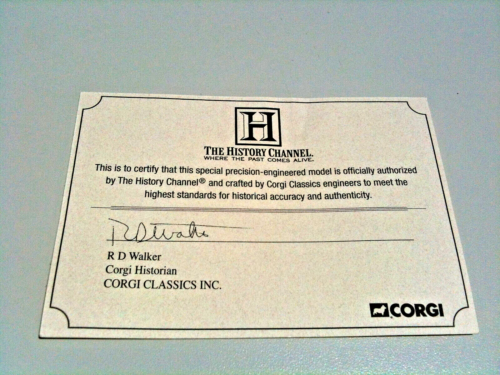 H
THE HISTORY CHANNEL.
WHERE THE PAST COMES ALIVE.
This is to certify that this special precision-engineered model is officially authorized
by The History Channel® and crafted by Corgi Classics engineers to meet the
highest standards for historical accuracy and authenticity.
R D Walker
R D Walker
Corgi Historian
CORGI CLASSICS INC.
CORGI